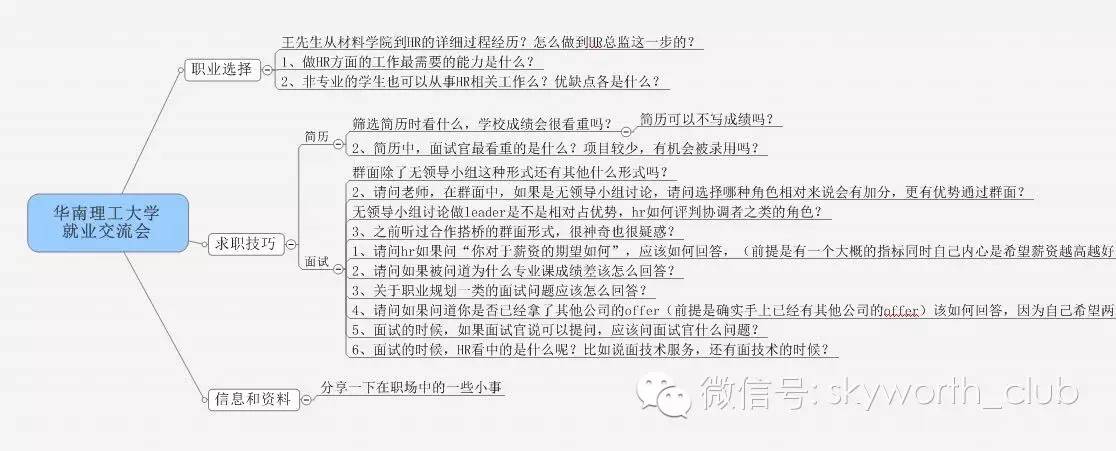 华南理工大学
就业交流会
职业选择
王先生从材料学院到HR的详细过程经历？怎么做到HR总监这一步的？
1、做HR方面的工作最需要的能力是什么？
2、非专业的学生也可以从事HR相关工作么？优缺点各是什么？
求职技巧
简历
筛选简历时看什么，学校成绩会很看重吗？
简历可以不写成绩吗？
2、简历中，面试官最看重的是什么？项目较少，有机会被录用吗？
面试
群面除了无领导小组这种形式还有其他什么形式吗？
2、请问老师，在群面中，如果是无领导小组讨论，请问选择哪种角色相对来说会有加分，更有优势通过群面？
无领导小组讨论做leader是不是相对占优势，hr如何评判协调者之类的角色？
3、之前听过合作搭桥的群面形式，很神奇也很疑惑？
1、请问hr如果问“你对于薪资的期望如何”，应该如何回答，（前提是有一个大概的指标同时自己内心是希望薪资越高越好
2、请问如果被问道为什么专业课成绩差该怎么回答？
3、关于职业规划一类的面试问题应该怎么回答？
4、请问如果问道你是否已经拿了其他公司的offer（前提是确实手上已经有其他公司的offer）该如何回答，因为自己希望两
5、面试的时候，如果面试官说可以提问，应该问面试官什么问题？
6、面试的时候，HR看中的是什么呢？比如说面技术服务，还有面技术的时候？
信息和资料
分享一下在职场中的一些小事
微信号: skyworth_club